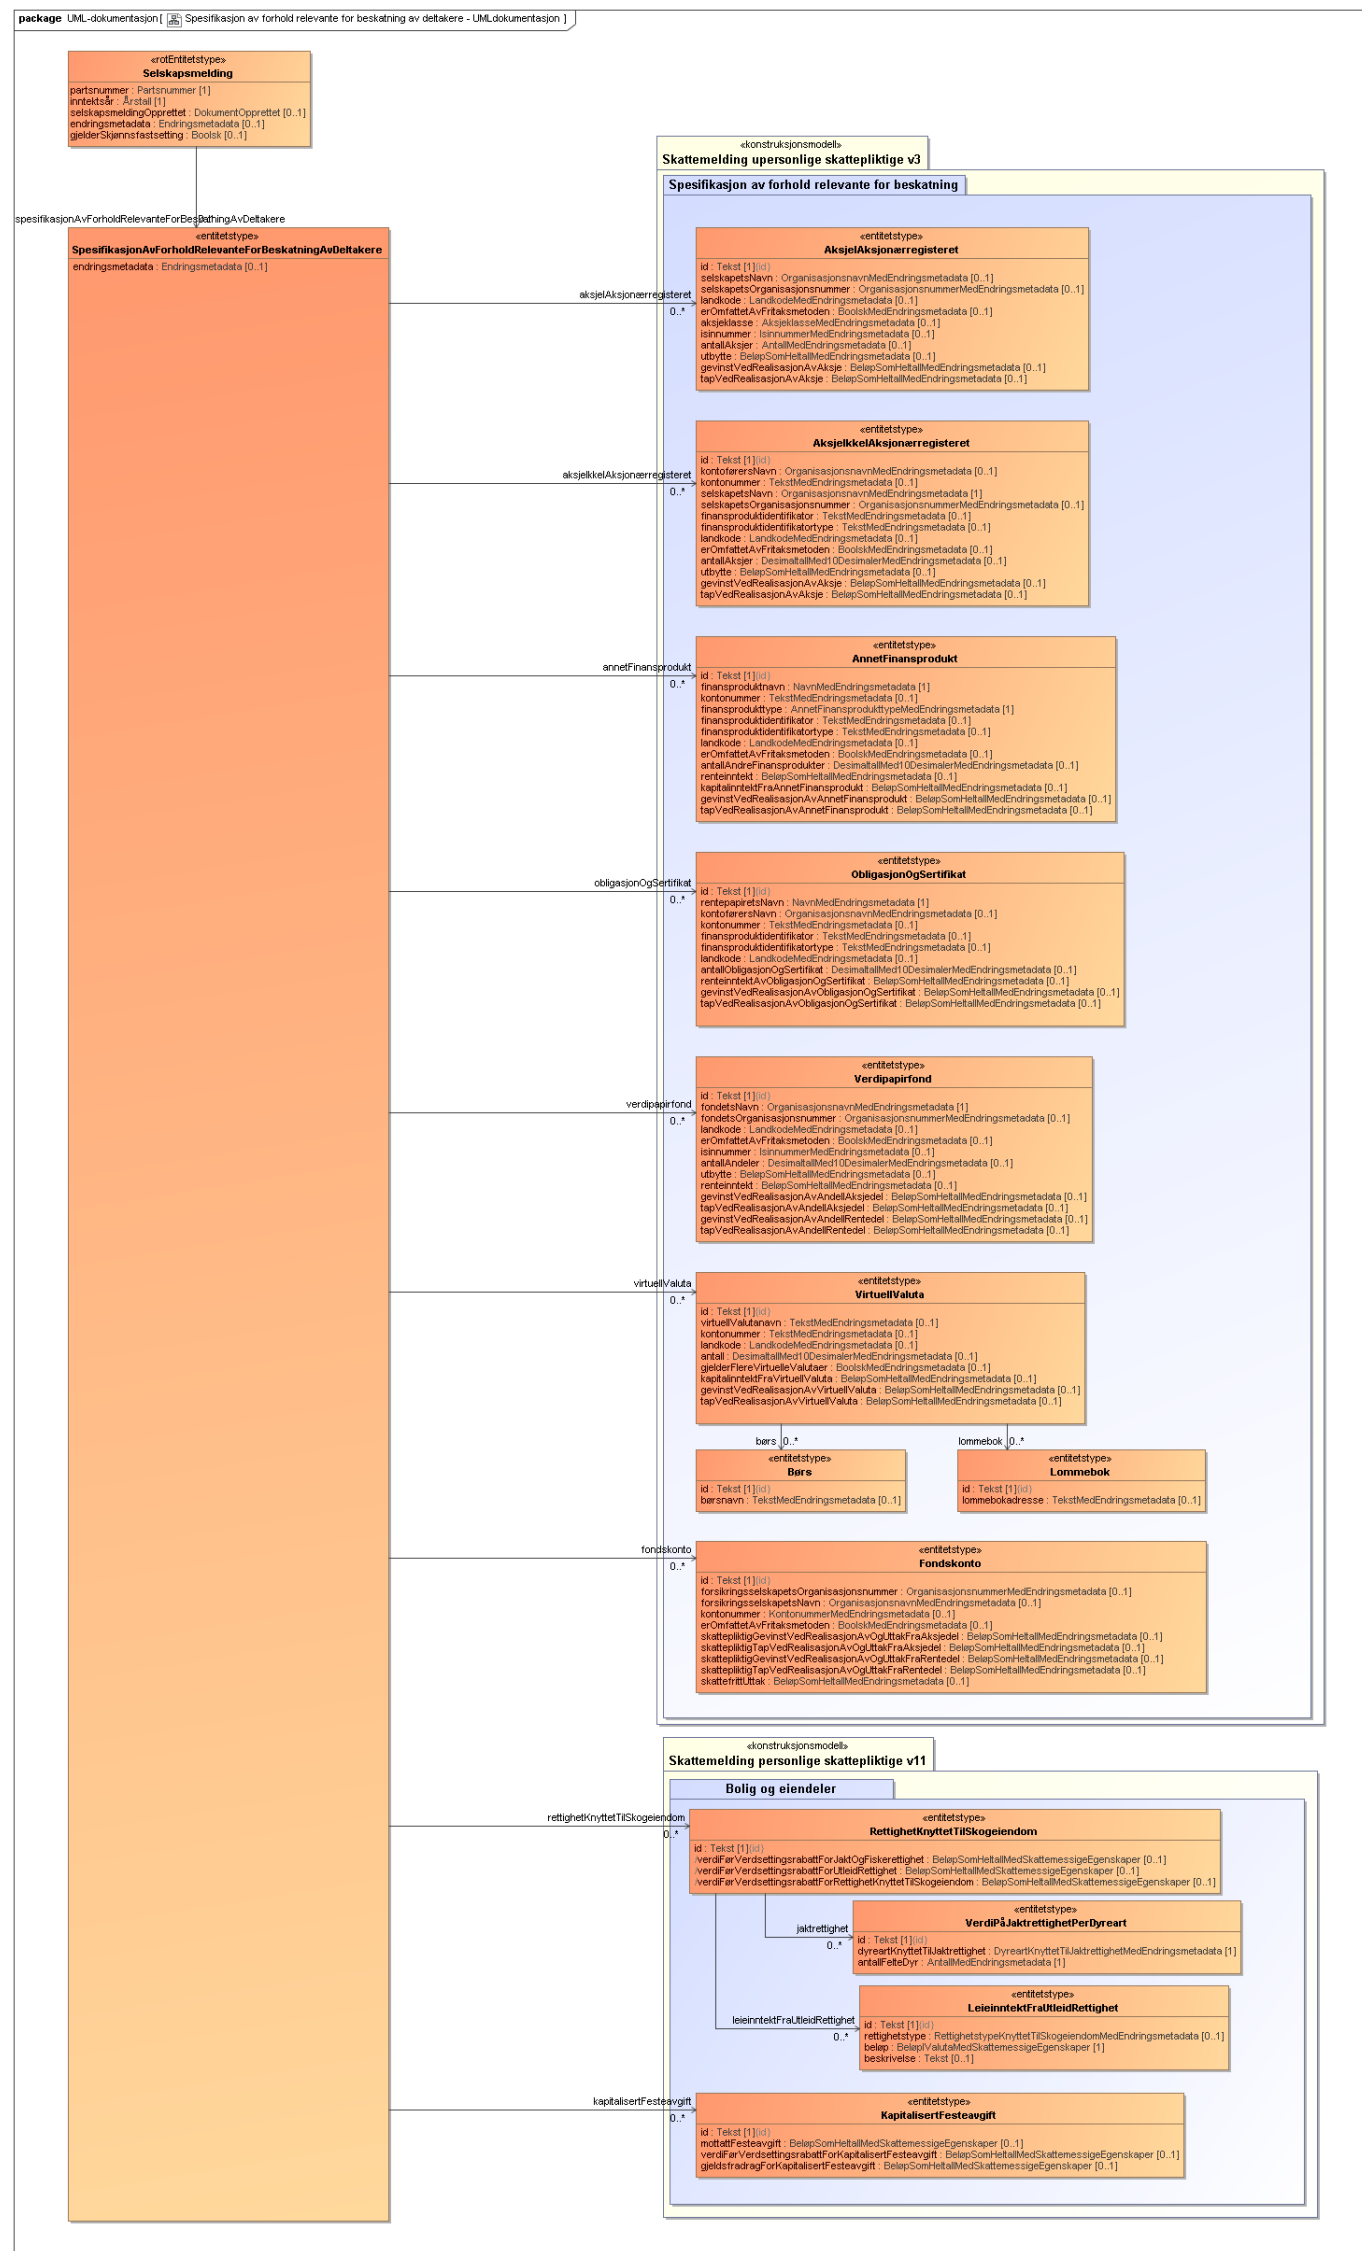 package UML-dokumentasjon [ Spesifikasjon av forhold relevante for beskatning av deltakere - UMLdokumentasjon ]
«rotEntitetstype»
Selskapsmelding
partsnummer : Partsnummer [1]
inntektsår : Årstall [1]
selskapsmeldingOpprettet : DokumentOpprettet [0..1]
endringsmetadata : Endringsmetadata [0..1]
gjelderSkjønnsfastsetting : Boolsk [0..1]
«konstruksjonsmodell»
Skattemelding upersonlige skattepliktige v3
Spesifikasjon av forhold relevante for beskatning
spesifikasjonAvForholdRelevanteForBeskatningAvDeltakere
«entitetstype»
SpesifikasjonAvForholdRelevanteForBeskatningAvDeltakere
endringsmetadata : Endringsmetadata [0..1]
aksjeIAksjonærregisteret
0..*
«entitetstype»
AksjeIAksjonærregisteret
id : Tekst [1]{id}
selskapetsNavn : OrganisasjonsnavnMedEndringsmetadata [0..1]
selskapetsOrganisasjonsnummer : OrganisasjonsnummerMedEndringsmetadata [0..1]
landkode : LandkodeMedEndringsmetadata [0..1]
erOmfattetAvFritaksmetoden : BoolskMedEndringsmetadata [0..1]
aksjeklasse : AksjeklasseMedEndringsmetadata [0..1]
isinnummer : IsinnummerMedEndringsmetadata [0..1]
antallAksjer : AntallMedEndringsmetadata [0..1]
utbytte : BeløpSomHeltallMedEndringsmetadata [0..1]
gevinstVedRealisasjonAvAksje : BeløpSomHeltallMedEndringsmetadata [0..1]
tapVedRealisasjonAvAksje : BeløpSomHeltallMedEndringsmetadata [0..1]
aksjeIkkeIAksjonærregisteret
0..*
«entitetstype»
AksjeIkkeIAksjonærregisteret
id : Tekst [1]{id}
kontoførersNavn : OrganisasjonsnavnMedEndringsmetadata [0..1]
kontonummer : TekstMedEndringsmetadata [0..1]
selskapetsNavn : OrganisasjonsnavnMedEndringsmetadata [1]
selskapetsOrganisasjonsnummer : OrganisasjonsnummerMedEndringsmetadata [0..1]
finansproduktidentifikator : TekstMedEndringsmetadata [0..1]
finansproduktidentifikatortype : TekstMedEndringsmetadata [0..1]
landkode : LandkodeMedEndringsmetadata [0..1]
erOmfattetAvFritaksmetoden : BoolskMedEndringsmetadata [0..1]
antallAksjer : DesimaltallMed10DesimalerMedEndringsmetadata [0..1]
utbytte : BeløpSomHeltallMedEndringsmetadata [0..1]
gevinstVedRealisasjonAvAksje : BeløpSomHeltallMedEndringsmetadata [0..1]
tapVedRealisasjonAvAksje : BeløpSomHeltallMedEndringsmetadata [0..1]
annetFinansprodukt
0..*
«entitetstype»
AnnetFinansprodukt
id : Tekst [1]{id}
finansproduktnavn : NavnMedEndringsmetadata [1]
kontonummer : TekstMedEndringsmetadata [0..1]
finansprodukttype : AnnetFinansprodukttypeMedEndringsmetadata [1]
finansproduktidentifikator : TekstMedEndringsmetadata [0..1]
finansproduktidentifikatortype : TekstMedEndringsmetadata [0..1]
landkode : LandkodeMedEndringsmetadata [0..1]
erOmfattetAvFritaksmetoden : BoolskMedEndringsmetadata [0..1]
antallAndreFinansprodukter : DesimaltallMed10DesimalerMedEndringsmetadata [0..1]
renteinntekt : BeløpSomHeltallMedEndringsmetadata [0..1]
kapitalinntektFraAnnetFinansprodukt : BeløpSomHeltallMedEndringsmetadata [0..1]
gevinstVedRealisasjonAvAnnetFinansprodukt : BeløpSomHeltallMedEndringsmetadata [0..1]
tapVedRealisasjonAvAnnetFinansprodukt : BeløpSomHeltallMedEndringsmetadata [0..1]
obligasjonOgSertifikat
0..*
«entitetstype»
ObligasjonOgSertifikat
id : Tekst [1]{id}
rentepapiretsNavn : NavnMedEndringsmetadata [1]
kontoførersNavn : OrganisasjonsnavnMedEndringsmetadata [0..1]
kontonummer : TekstMedEndringsmetadata [0..1]
finansproduktidentifikator : TekstMedEndringsmetadata [0..1]
finansproduktidentifikatortype : TekstMedEndringsmetadata [0..1]
landkode : LandkodeMedEndringsmetadata [0..1]
antallObligasjonOgSertifikat : DesimaltallMed10DesimalerMedEndringsmetadata [0..1]
renteinntektAvObligasjonOgSertifikat : BeløpSomHeltallMedEndringsmetadata [0..1]
gevinstVedRealisasjonAvObligasjonOgSertifikat : BeløpSomHeltallMedEndringsmetadata [0..1]
tapVedRealisasjonAvObligasjonOgSertifikat : BeløpSomHeltallMedEndringsmetadata [0..1]
verdipapirfond
0..*
«entitetstype»
Verdipapirfond
id : Tekst [1]{id}
fondetsNavn : OrganisasjonsnavnMedEndringsmetadata [1]
fondetsOrganisasjonsnummer : OrganisasjonsnummerMedEndringsmetadata [0..1]
landkode : LandkodeMedEndringsmetadata [0..1]
erOmfattetAvFritaksmetoden : BoolskMedEndringsmetadata [0..1]
isinnummer : IsinnummerMedEndringsmetadata [0..1]
antallAndeler : DesimaltallMed10DesimalerMedEndringsmetadata [0..1]
utbytte : BeløpSomHeltallMedEndringsmetadata [0..1]
renteinntekt : BeløpSomHeltallMedEndringsmetadata [0..1]
gevinstVedRealisasjonAvAndelIAksjedel : BeløpSomHeltallMedEndringsmetadata [0..1]
tapVedRealisasjonAvAndelIAksjedel : BeløpSomHeltallMedEndringsmetadata [0..1]
gevinstVedRealisasjonAvAndelIRentedel : BeløpSomHeltallMedEndringsmetadata [0..1]
tapVedRealisasjonAvAndelIRentedel : BeløpSomHeltallMedEndringsmetadata [0..1]
virtuellValuta
0..*
«entitetstype»
VirtuellValuta
id : Tekst [1]{id}
virtuellValutanavn : TekstMedEndringsmetadata [0..1]
kontonummer : TekstMedEndringsmetadata [0..1]
landkode : LandkodeMedEndringsmetadata [0..1]
antall : DesimaltallMed10DesimalerMedEndringsmetadata [0..1]
gjelderFlereVirtuelleValutaer : BoolskMedEndringsmetadata [0..1]
kapitalinntektFraVirtuellValuta : BeløpSomHeltallMedEndringsmetadata [0..1]
gevinstVedRealisasjonAvVirtuellValuta : BeløpSomHeltallMedEndringsmetadata [0..1]
tapVedRealisasjonAvVirtuellValuta : BeløpSomHeltallMedEndringsmetadata [0..1]
børs 0..*
lommebok 0..*
«entitetstype»
Børs
id : Tekst [1]{id}
børsnavn : TekstMedEndringsmetadata [0..1]
«entitetstype»
Lommebok
id : Tekst [1]{id}
lommebokadresse : TekstMedEndringsmetadata [0..1]
fondskonto
0..*
«entitetstype»
Fondskonto
id : Tekst [1]{id}
forsikringsselskapetsOrganisasjonsnummer : OrganisasjonsnummerMedEndringsmetadata [0..1]
forsikringsselskapetsNavn : OrganisasjonsnavnMedEndringsmetadata [0..1]
kontonummer : KontonummerMedEndringsmetadata [0..1]
erOmfattetAvFritaksmetoden : BoolskMedEndringsmetadata [0..1]
skattepliktigGevinstVedRealisasjonAvOgUttakFraAksjedel : BeløpSomHeltallMedEndringsmetadata [0..1]
skattepliktigTapVedRealisasjonAvOgUttakFraAksjedel : BeløpSomHeltallMedEndringsmetadata [0..1]
skattepliktigGevinstVedRealisasjonAvOgUttakFraRentedel : BeløpSomHeltallMedEndringsmetadata [0..1]
skattepliktigTapVedRealisasjonAvOgUttakFraRentedel : BeløpSomHeltallMedEndringsmetadata [0..1]
skattefrittUttak : BeløpSomHeltallMedEndringsmetadata [0..1]
«konstruksjonsmodell»
Skattemelding personlige skattepliktige v11
Bolig og eiendeler
rettighetKnyttetTilSkogeiendom
0..*
«entitetstype»
RettighetKnyttetTilSkogeiendom
id : Tekst [1]{id}
/verdiFørVerdsettingsrabattForJaktOgFiskerettighet : BeløpSomHeltallMedSkattemessigeEgenskaper [0..1]
/verdiFørVerdsettingsrabattForUtleidRettighet : BeløpSomHeltallMedSkattemessigeEgenskaper [0..1]
/verdiFørVerdsettingsrabattForRettighetKnyttetTilSkogeiendom : BeløpSomHeltallMedSkattemessigeEgenskaper [0..1]
jaktrettighet
0..*
«entitetstype»
VerdiPåJaktrettighetPerDyreart
id : Tekst [1]{id}
dyreartKnyttetTilJaktrettighet : DyreartKnyttetTilJaktrettighetMedEndringsmetadata [1]
antallFelteDyr : AntallMedEndringsmetadata [1]
leieinntektFraUtleidRettighet
0..*
«entitetstype»
LeieinntektFraUtleidRettighet
id : Tekst [1]{id}
rettighetstype : RettighetstypeKnyttetTilSkogeiendomMedEndringsmetadata [0..1]
beløp : BeløpIValutaMedSkattemessigeEgenskaper [1]
beskrivelse : Tekst [0..1]
kapitalisertFesteavgift
0..*
«entitetstype»
KapitalisertFesteavgift
id : Tekst [1]{id}
mottattFesteavgift : BeløpSomHeltallMedSkattemessigeEgenskaper [0..1]
verdiFørVerdsettingsrabattForKapitalisertFesteavgift : BeløpSomHeltallMedSkattemessigeEgenskaper [0..1]
gjeldsfradragForKapitalisertFesteavgift : BeløpSomHeltallMedSkattemessigeEgenskaper [0..1]